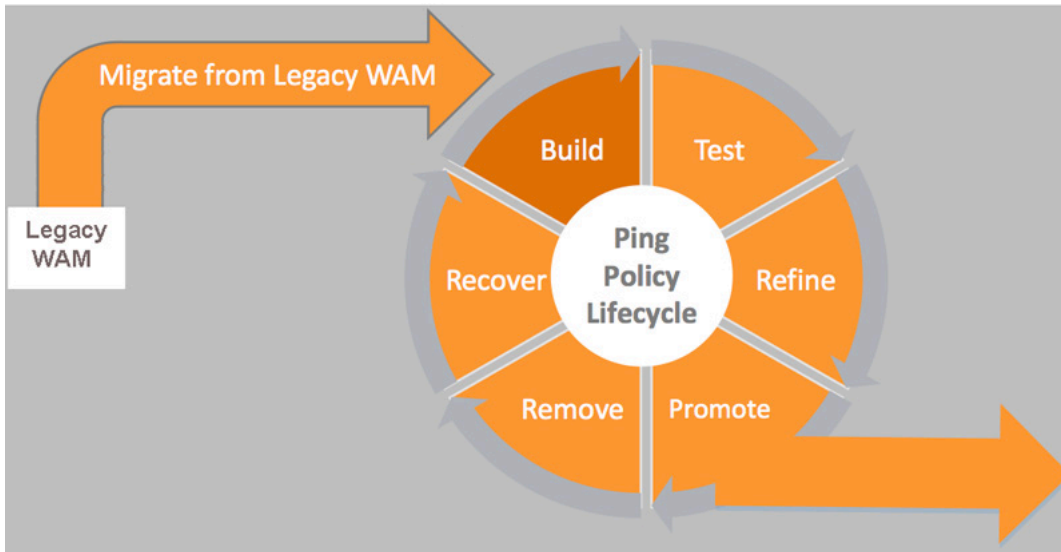 Migrate from Legacy WAM
Legacy
WAM
Build
Test
Recover
Ping
Policy
Lifecycle
Refine
Remove
Promote